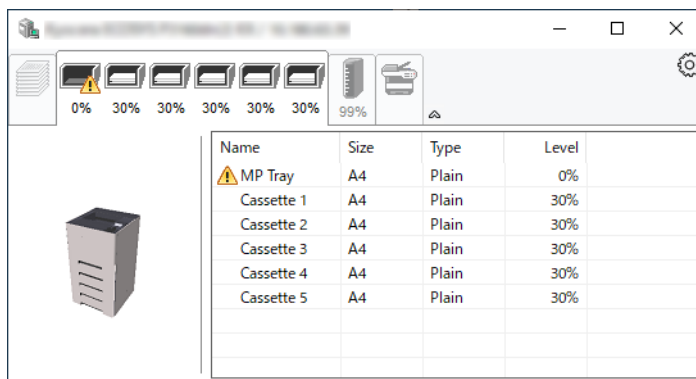 0% 30% 30% 30% 30% 30% 99%
Name Size Type Level
MP Tray A4 Plain 0%
Cassette 1 A4 Plain 30%
Cassette 2 A4 Plain 30%
Cassette 3 A4 Plain 30%
Cassette 4 A4 Plain 30%
Cassette 5 A4 Plain 30%